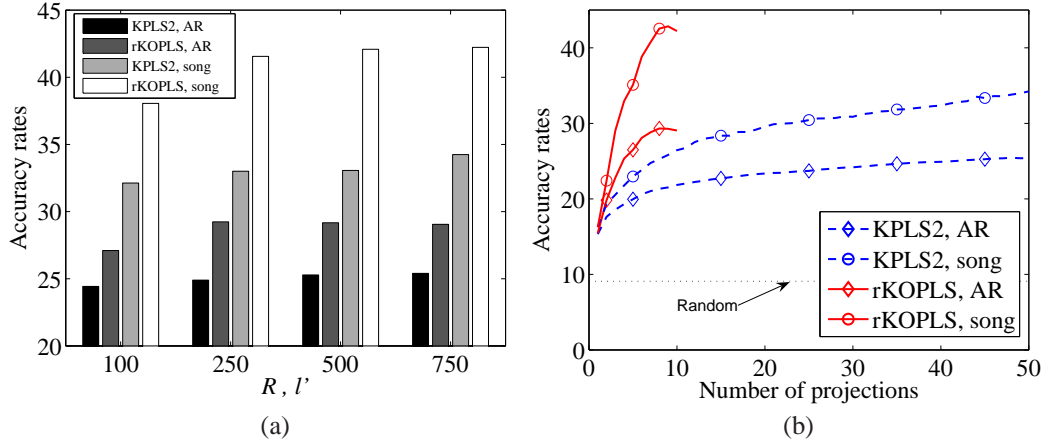 45
40
35
30
25
20
Accuracy rates
KPLS2, AR
rKOPLS, AR
KPLS2, song
rKOPLS, song
100 250 500 750
R , l'
(a)
40
30
20
10
0
Accuracy rates
KPLS2, AR
KPLS2, song
rKOPLS, AR
rKOPLS, song
Random
0 10 20 30 40 50
Number of projections
(b)